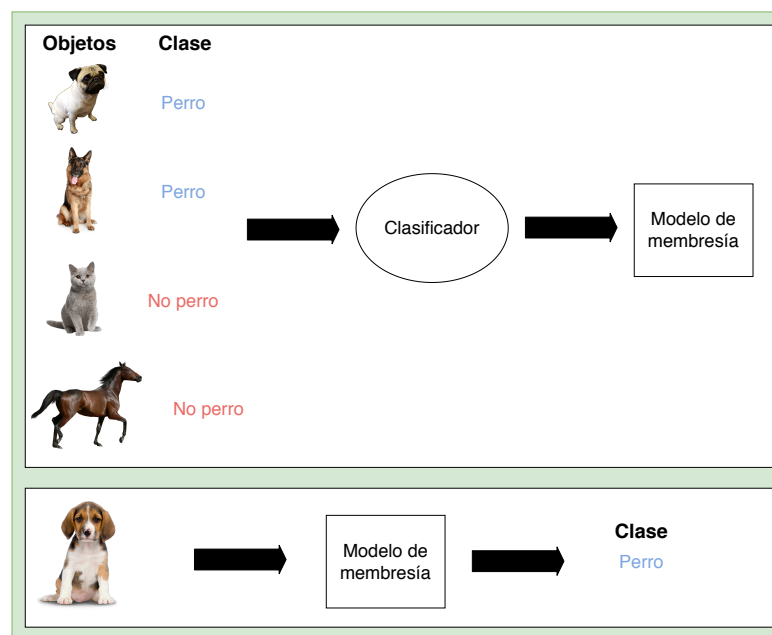 Objetos Clase
Perro
Perro
Clasificador
Modelo de
membresía
No perro
No perro
Modelo de
membresía
Clase
Perro